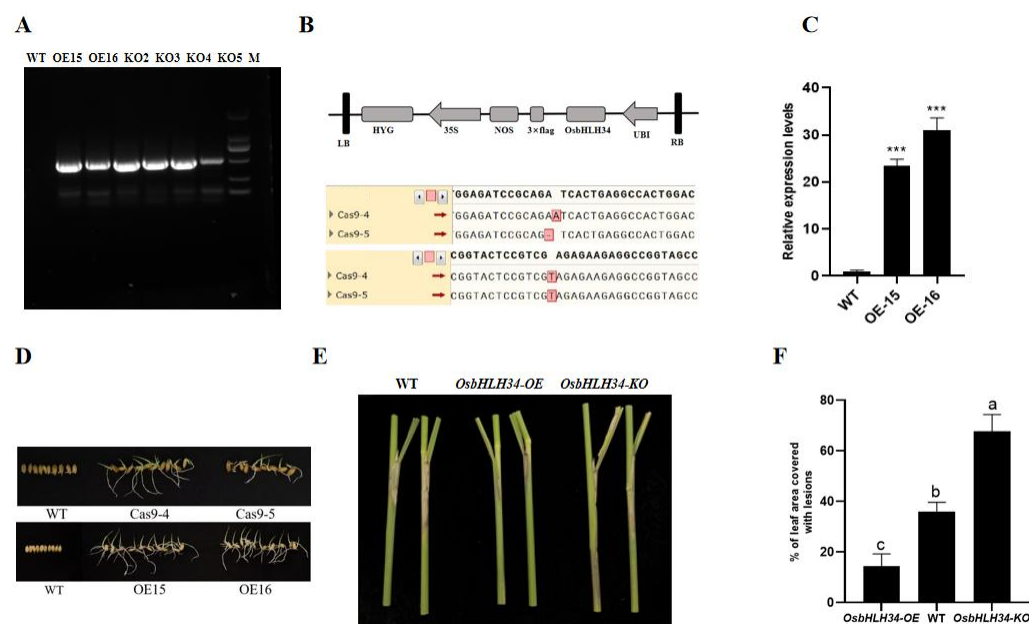 A
B
C
WT OE15 OE16 KO2 KO3 KO4 KO5 M
LB
HYG
35S
NOS
3×flag
OsbHLH34
UBI
RB
GGAGATCCGCAGA TCACTGAGGCCACTGGAC
Cas9-4 GGAGATCCGCAGAATCACTGAGGCCACTGGAC
Cas9-5 GGAGATCCGCAG- TCACTGAGGCCACTGGAC
CGGTACTCCGTCG AGAGAAGAGGCCGGTAGCC
Cas9-4 CGGTACTCCGTCGTAGAGAAGAGGCCGGTAGCC
Cas9-5 CGGTACTCCGTCGTAGAGAAGAGGCCGGTAGCC
Relative expression levels
40
30
20
10
0
***
***
WT
OE-15
OE-16
D
E
F
WT
Cas9-4
Cas9-5
WT
OE15
OE16
WT
OsbHLH34-OE
OsbHLH34-KO
% of leaf area covered
with lesions
80
60
40
20
0
c
b
a
OsbHLH34-OE
WT
OsbHLH34-KO